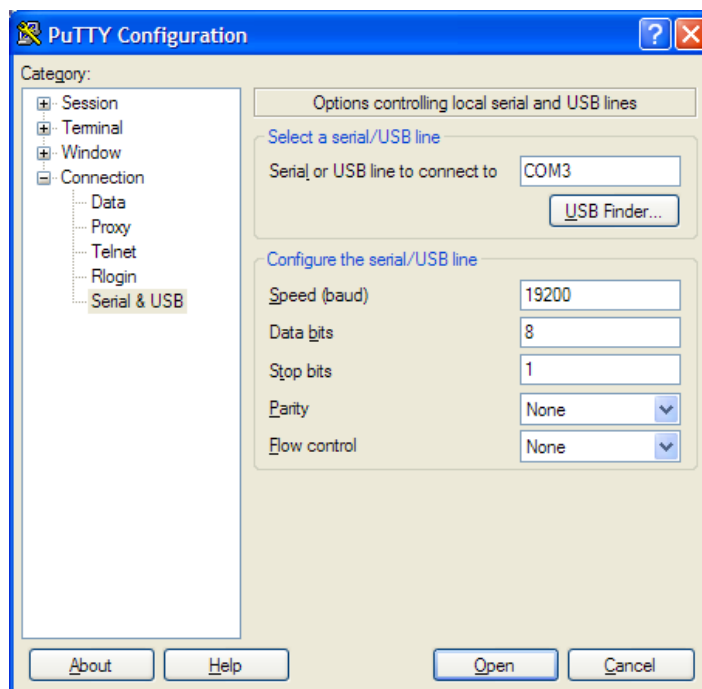 PuTTY Configuration
Category:
Session
Terminal
Window
Connection
Data
Proxy
Telnet
Rlogin
Serial & USB
Options controlling local serial and USB lines
Select a serial/USB line
Serial or USB line to connect to COM3
USB Finder...
Configure the serial/USB line
Speed (baud) 19200
Data bits 8
Stop bits 1
Parity None
Flow control None
About Help Open Cancel